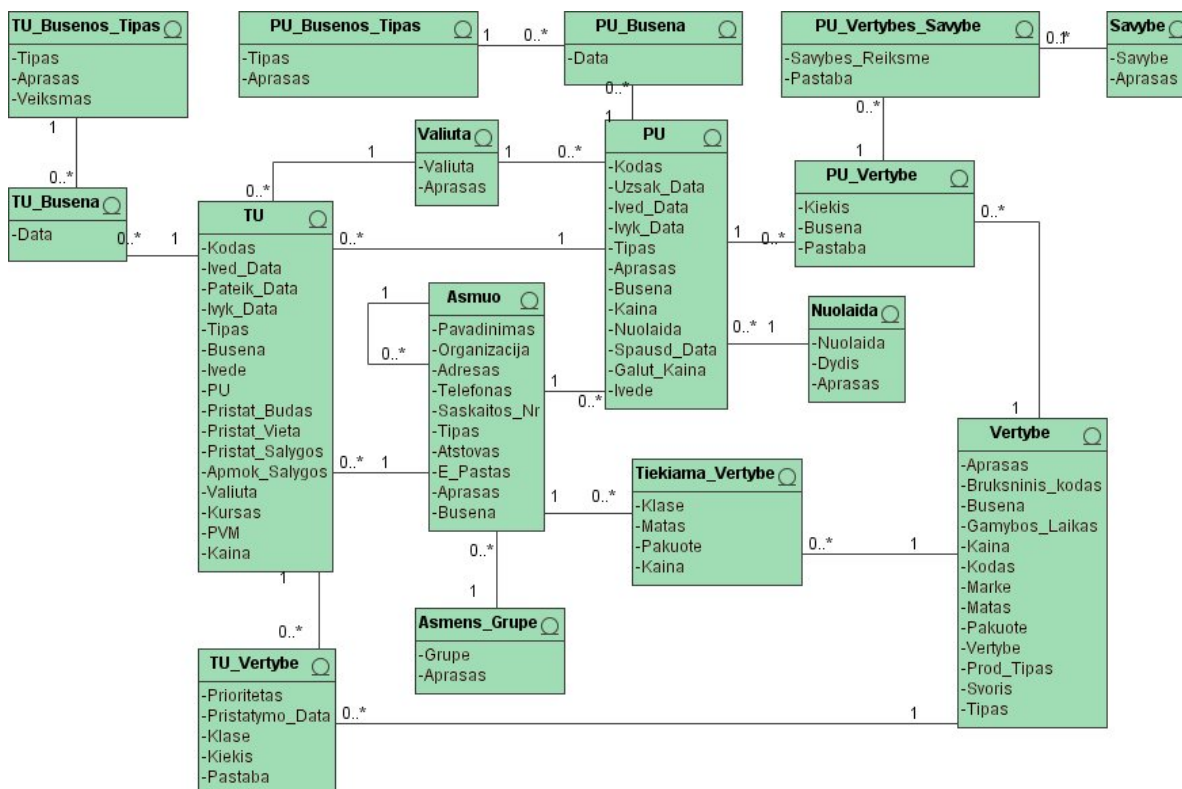 TU_Busenos_Tipas
-Tipas
-Aprasas
-Veiksmas
1
0..*
PU_Busenos_Tipas
-Tipas
-Aprasas
1
0..*
PU_Busena
-Data
0..*
1
PU_Vertybes_Savybe
-Savybes_Reiksme
-Pastaba
0..*
1
Savybe
-Savybe
-Aprasas
0..*
1
Valiuta
-Valiuta
-Aprasas
1
0..*
1
0..*
PU
-Kodas
-Uzsak_Data
-Ived_Data
-Ivyk_Data
-Tipas
-Aprasas
-Busena
-Kaina
-Nuolaida
-Spausd_Data
-Galut_Kaina
-Ivede
PU_Vertybe
-Kiekis
-Busena
-Pastaba
1
0..*
0..*
1
TU_Busena
-Data
0..*
1
TU
-Kodas
-Ived_Data
-Pateik_Data
-Ivyk_Data
-Tipas
-Busena
-Ivede
-PU
-Pristat_Budas
-Pristat_Vieta
-Pristat_Salygos
-Apmok_Salygos
-Valiuta
-Kursas
-PVM
-Kaina
0..*
1
Asmuo
-Pavadinimas
-Organizacija
-Adresas
-Telefonas
-Saskaitos_Nr
-Tipas
-Atstovas
-E_Pastas
-Aprasas
-Busena
1
0..*
1
0..*
0..*
1
Nuolaida
-Nuolaida
-Dydis
-Aprasas
0..*
1
Tiekiama_Vertybe
-Klase
-Matas
-Pakuote
-Kaina
1
0..*
0..*
1
Vertybe
-Aprasas
-Bruksninis_kodas
-Busena
-Gamybos_Laikas
-Kaina
-Kodas
-Marke
-Matas
-Pakuote
-Vertybe
-Prod_Tipas
-Svoris
-Tipas
0..*
1
Asmens_Grupe
-Grupe
-Aprasas
1
0..*
TU_Vertybe
-Prioritetas
-Pristatymo_Data
-Klase
-Kiekis
-Pastaba
0..*
1